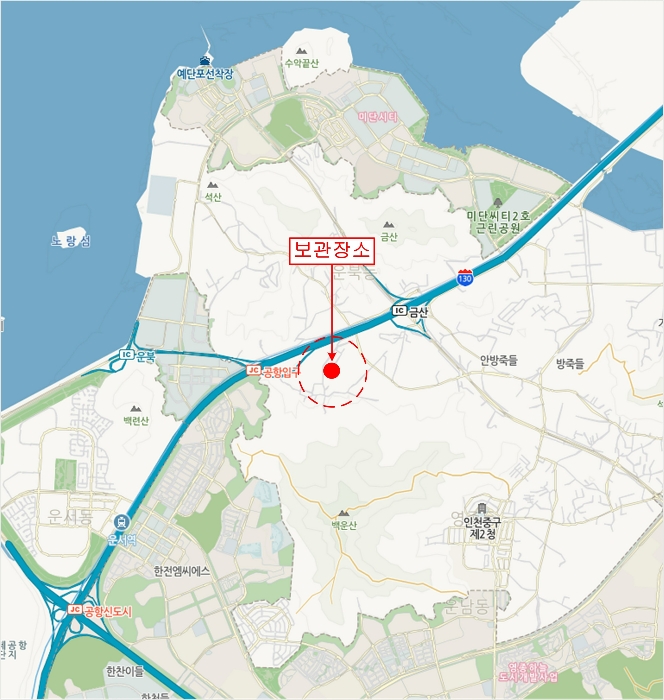 수악끝산
예단포선착장
미단시티
석산
미단씨티2호
근린공원
금산
노랑섬
보관장소
운북동
130
IC 금산
IC 운북
JC 공항입구
안방죽들
방죽들
백련산
운서동
운서역
백운산
인천중구
제2청
한전엠씨에스
JC 공항신도시
운남동
한찬이들
영종하늘
도시개발사업